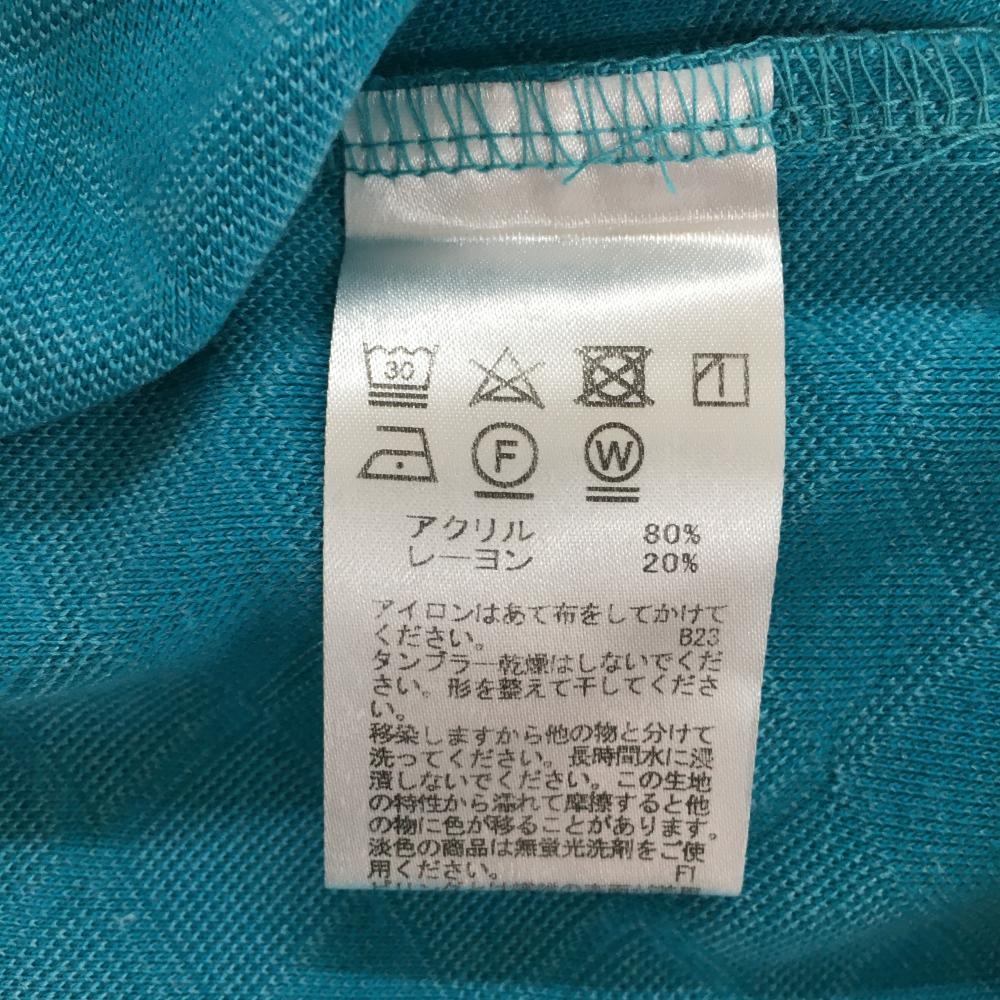 30
F
W
アクリル 80%
レーヨン 20%
アイロンはあて布をしてかけて
ください。 B23
タンブラー乾燥はしないでくだ
さい。形を整えて干してくださ
い。
移染しますから他の物と分けて
洗ってください。長時間水に浸
漬しないでください。この生地
の特性から濡れて摩擦すると他
の物に色が移ることがあります。
淡色の商品は無蛍光洗剤をご使
用ください。 F1